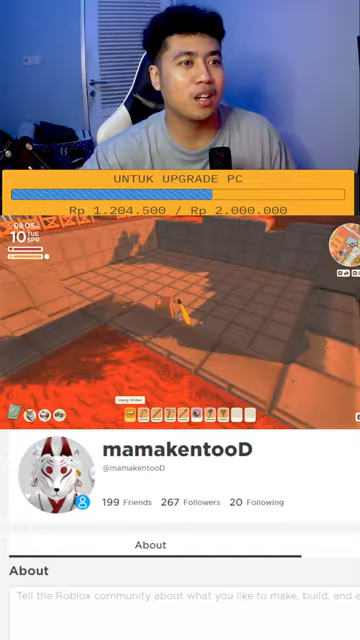 UNTUK UPGRADE PC
Rp 1.204.500 / Rp 2.000.000
08:05
10 TUE
SPR
mamakentooD
@mamakentooD
199 Friends 267 Followers 20 Following
About
About
Tell the Roblox community about what you like to make, build, and e